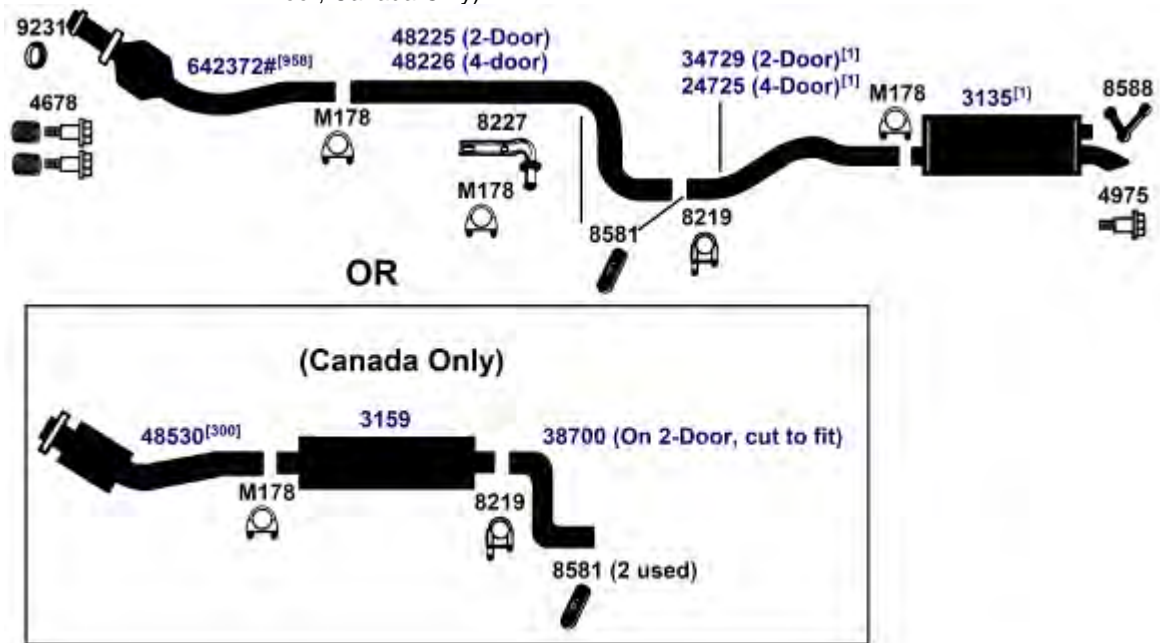 9231
48225 (2-Door)
48226 (4-door)
642372#[958]
34729 (2-Door)[1]
24725 (4-Door)[1]
M178
3135[1]
8588
4678
M178
8227
M178
8581
8219
4975
OR
(Canada Only)
48530[300]
3159
38700 (On 2-Door, cut to fit)
M178
8219
8581 (2 used)